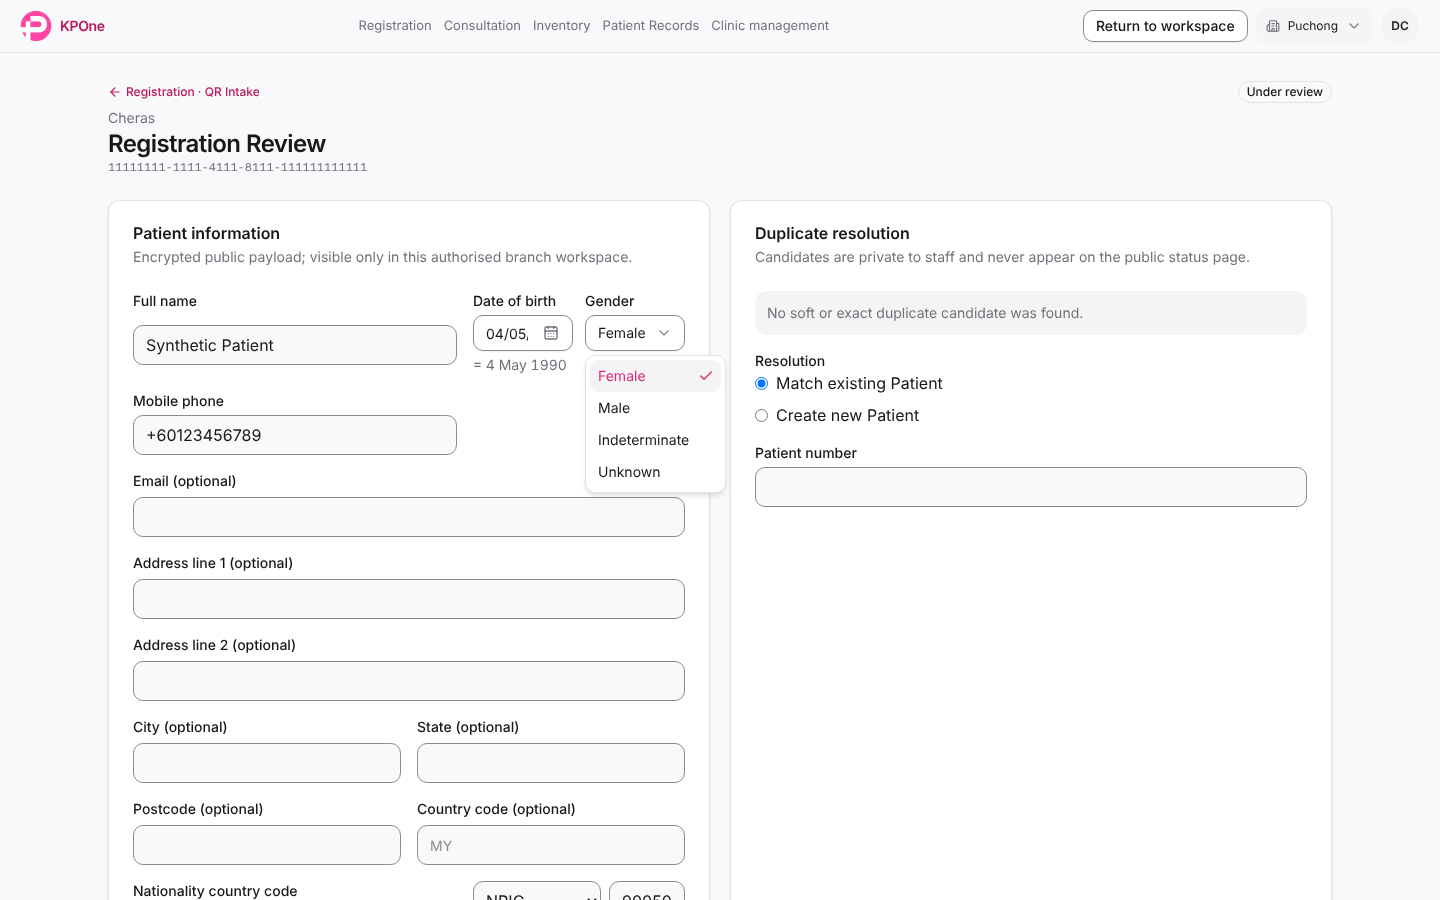 KPOne
Registration
Consultation
Inventory
Patient Records
Clinic management
Return to workspace
Puchong
DC
Registration · QR Intake
Under review
Cheras
Registration Review
11111111-1111-4111-8111-111111111111
Patient information
Encrypted public payload; visible only in this authorised branch workspace.
Full name
Synthetic Patient
Date of birth
04/05,
= 4 May 1990
Gender
Female
Female
Male
Indeterminate
Unknown
Mobile phone
+60123456789
Email (optional)
Address line 1 (optional)
Address line 2 (optional)
City (optional)
State (optional)
Postcode (optional)
Country code (optional)
MY
Nationality country code
NRIC
90050
Duplicate resolution
Candidates are private to staff and never appear on the public status page.
No soft or exact duplicate candidate was found.
Resolution
Match existing Patient
Create new Patient
Patient number